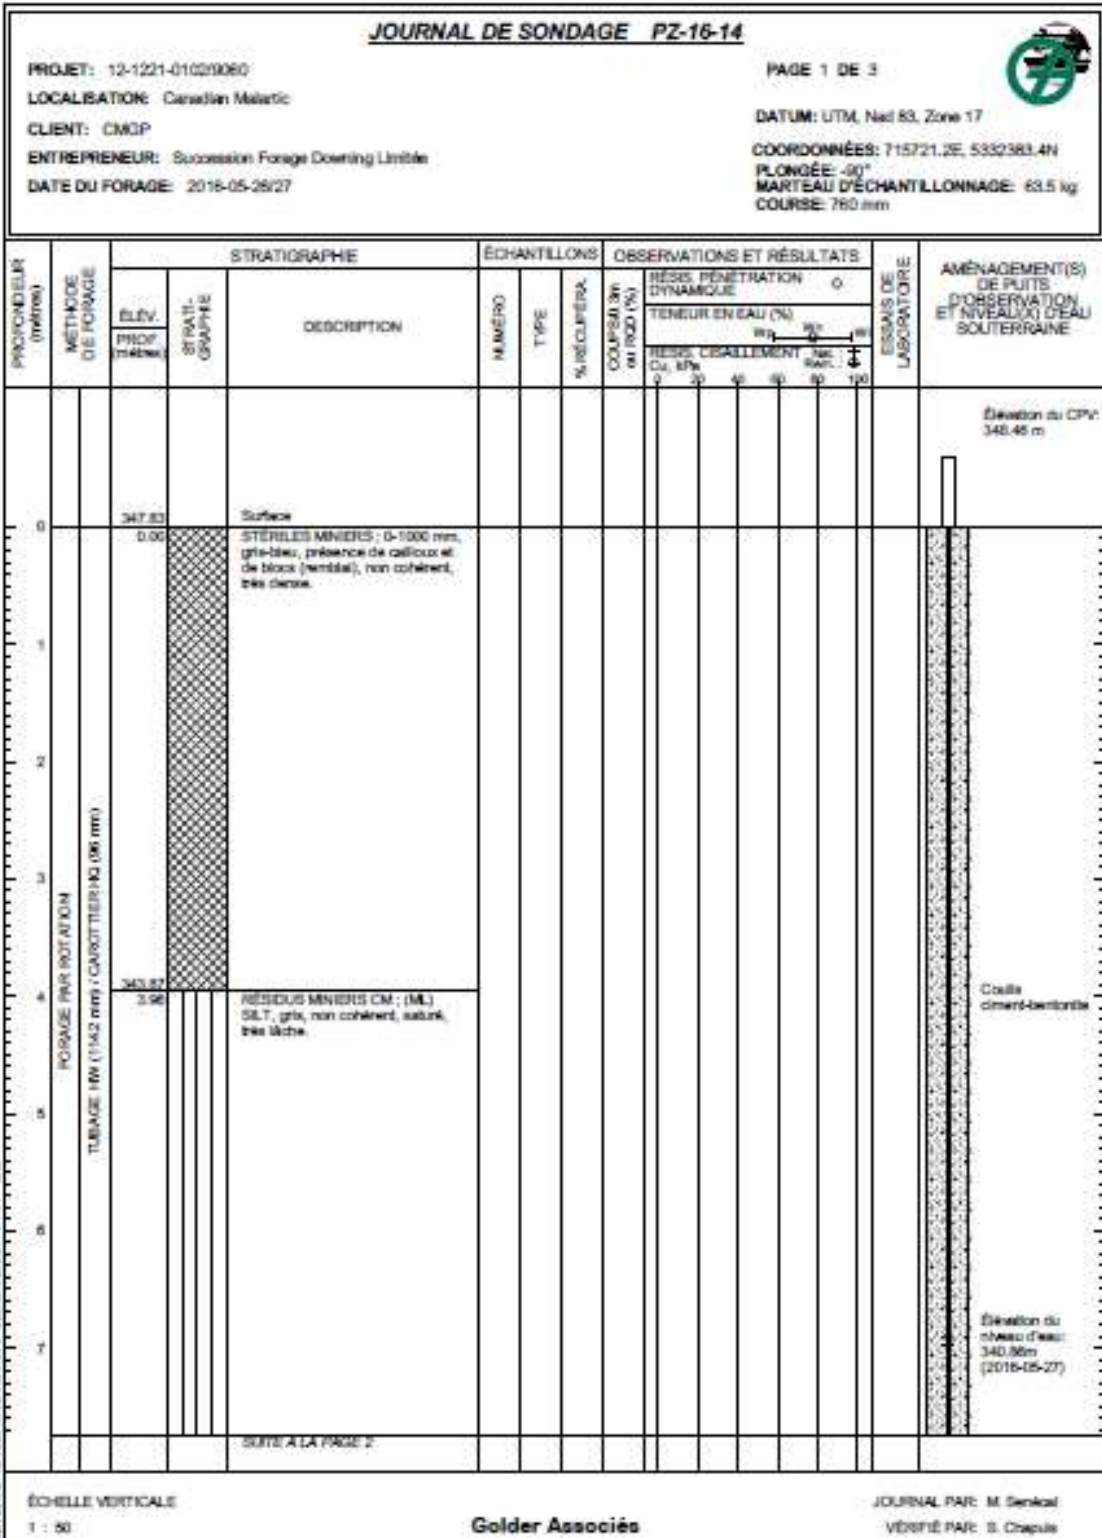 JOURNAL DE SONDAGE PZ-16-14
PROJET: 12-1221-0102/9060
LOCALISATION: Canadian Malartic
CLIENT: CMGP
ENTREPRENEUR: Succession Forage Downing Limitée
DATE DU FORAGE: 2016-05-26/27
PAGE 1 DE 3
DATUM: UTM, Nad 83, Zone 17
COORDONNÉES: 715721.2E, 5332383.4N
PLONGÉE: -90°
MARTEAU D'ÉCHANTILLONNAGE: 63.5 kg
COURSE: 760 mm
PROFONDEUR
(mètres)
MÉTHODE
DE FORAGE
STRATIGRAPHIE
ÉLÉV.
PROF.
(mètres)
STRATI-
GRAPHIE
DESCRIPTION
ÉCHANTILLONS
NUMÉRO
TYPE
% RÉCUPÉRA.
OBSERVATIONS ET RÉSULTATS
COUPS/0.3m
ou RQD (%)
RÉSIS. PÉNÉTRATION
DYNAMIQUE
TENEUR EN EAU (%)
RÉSIS. CISAILLEMENT
Cu, kPa
0 20 40 60 80 100
ESSAIS DE
LABORATOIRE
AMÉNAGEMENT(S)
DE PUITS
D'OBSERVATION
ET NIVEAU(X) D'EAU
SOUTERRAINE
Élévation du CPV:
348.46 m
347.83
Surface
0
0.00
STÉRILES MINIERS ; 0-1000 mm,
gris-bleu, présence de cailloux et
de blocs (remblai), non cohérent,
très dense.
1
2
3
FORAGE PAR ROTATION
TUBAGE HW (114.2 mm) / CAROTTIER HQ (96 mm)
343.87
3.96
4
RÉSIDUS MINIERS CM ; (ML)
SILT, gris, non cohérent, saturé,
très lâche.
Coulis
ciment-bentonite
5
6
7
Élévation du
niveau d'eau:
340.86m
(2016-05-27)
SUITE A LA PAGE 2
ÉCHELLE VERTICALE
1 : 50
Golder Associés
JOURNAL PAR: M. Senécal
VÉRIFIÉ PAR: S. Chapuis